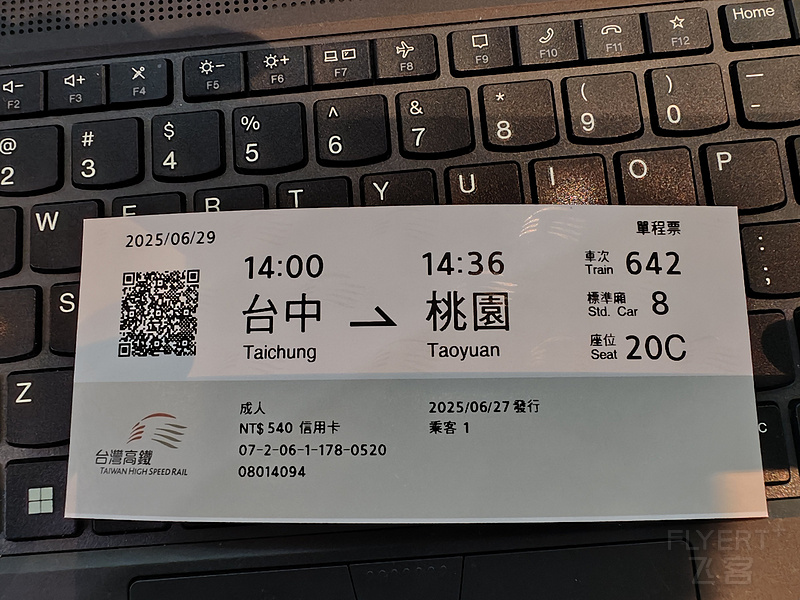 Home
F2
F3
F4
F5
F6
F7
F8
F9
F10
F11
F12
@
2
#
3
$
4
%
5
^
6
&
7
*
8
(
9
)
0
W
E
R
T
Y
U
I
O
P
S
Z
2025/06/29
單程票
14:00
14:36
車次
Train 642
台中
桃園
標準廂
Std. Car 8
Taichung
Taoyuan
座位
Seat 20C
成人
2025/06/27 發行
NT$ 540 信用卡
乘客 1
07-2-06-1-178-0520
08014094
台灣高鐵
TAIWAN HIGH SPEED RAIL
FLYERT
飞客